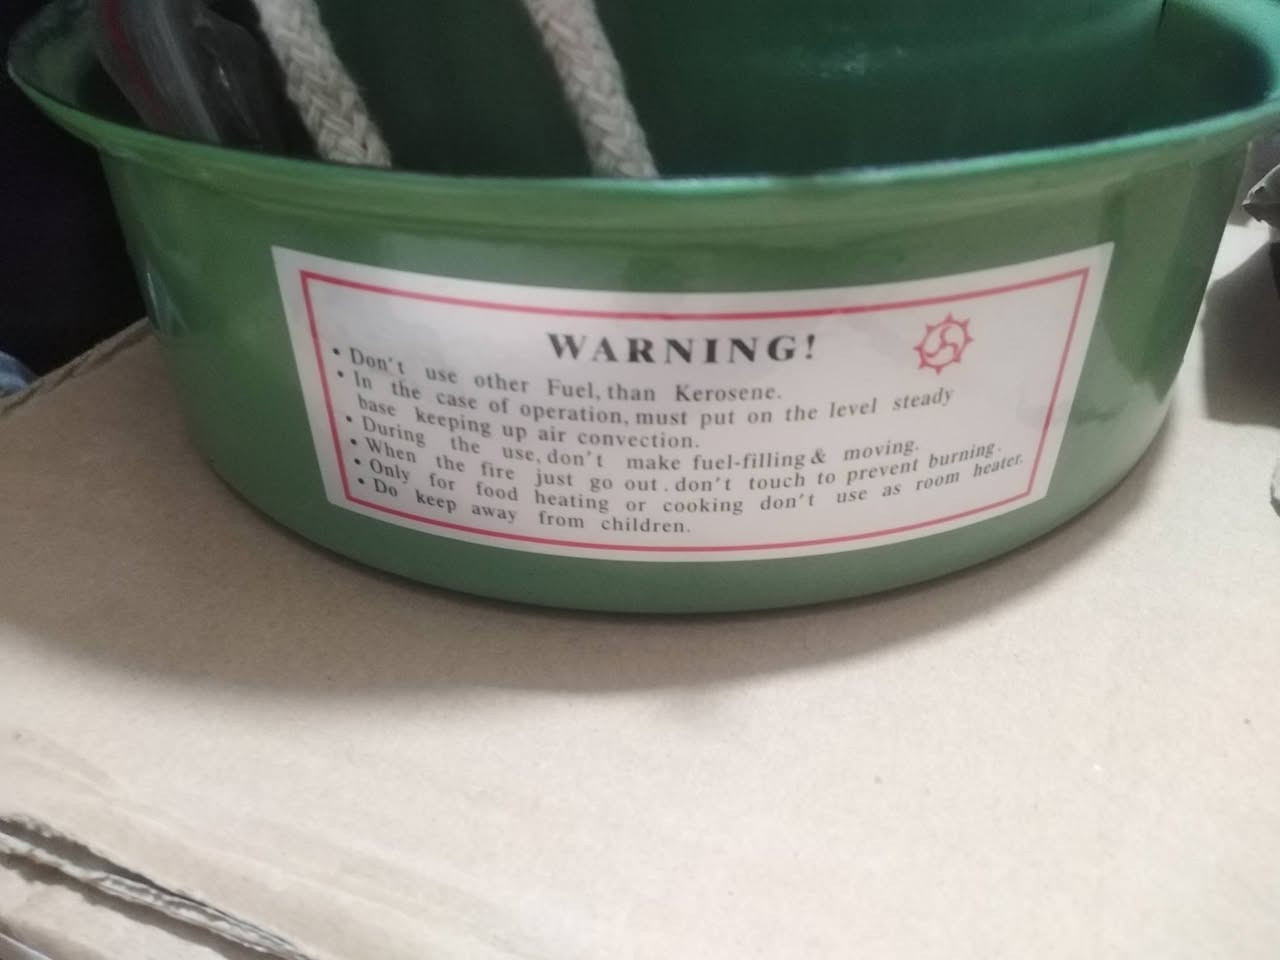 WARNING!
• Don't use other Fuel, than Kerosene.
• In the case of operation, must put on the level steady
base keeping up air convection.
• During the use, don't make fuel-filling & moving.
• When the fire just go out. don't touch to prevent burning.
• Only for food heating or cooking don't use as room heater.
• Do keep away from children.